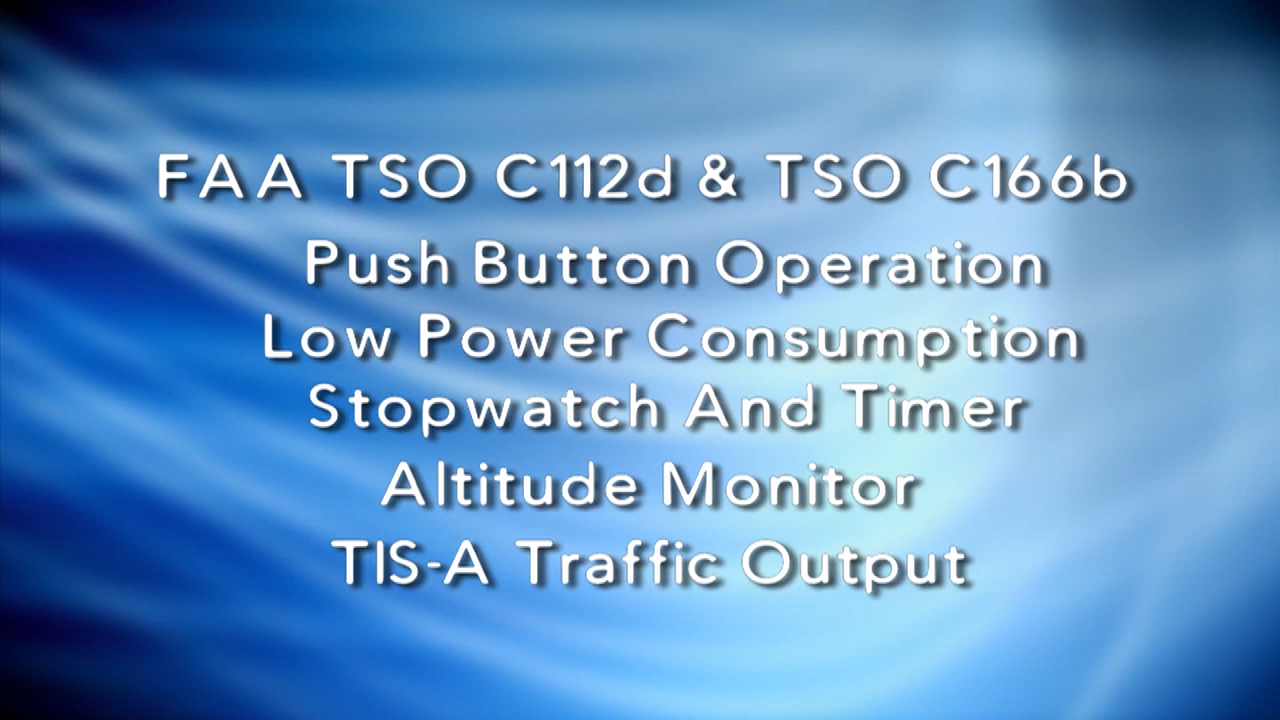 FAA TSO C112d & TSO C166b
Push Button Operation
Low Power Consumption
Stopwatch And Timer
Altitude Monitor
TIS-A Traffic Output